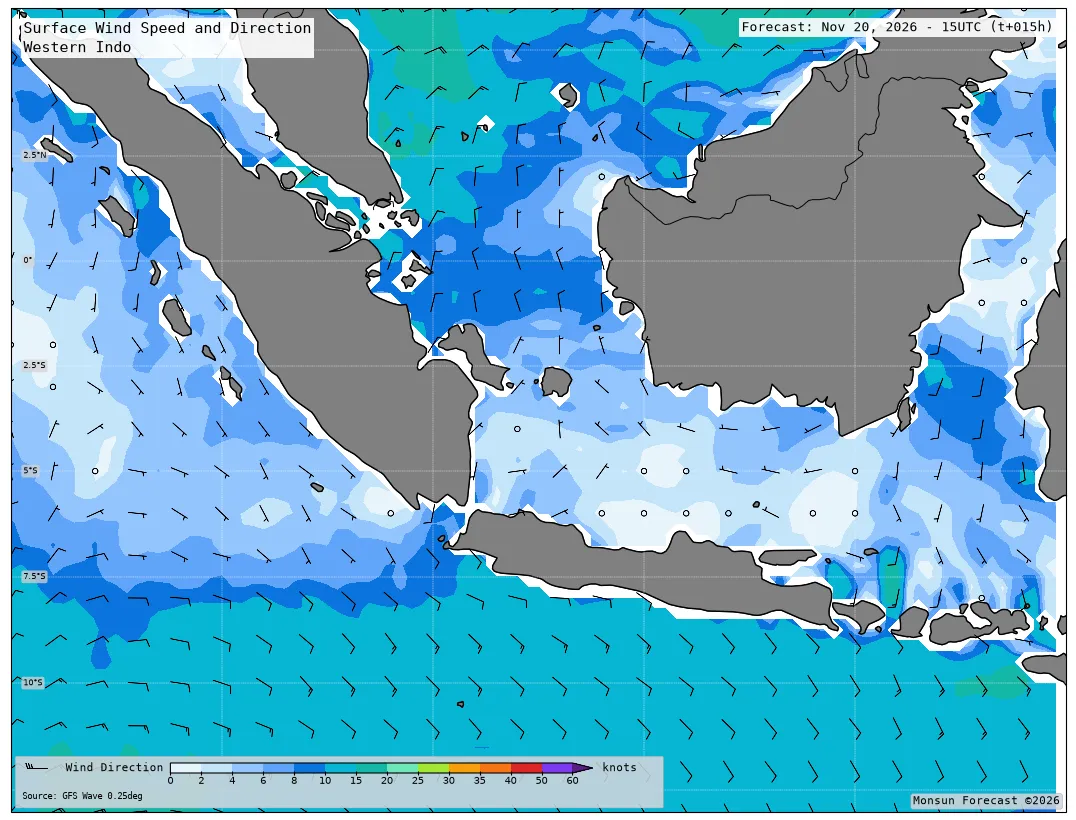 Surface Wind Speed and Direction
Western Indo
Forecast: Nov 20, 2026 - 15UTC (t+015h)
2.5°N
0°
2.5°S
5°S
7.5°S
10°S
Wind Direction
0 2 4 6 8 10 15 20 25 30 35 40 50 60
knots
Source: GFS Wave 0.25deg
Monsun Forecast ©2026